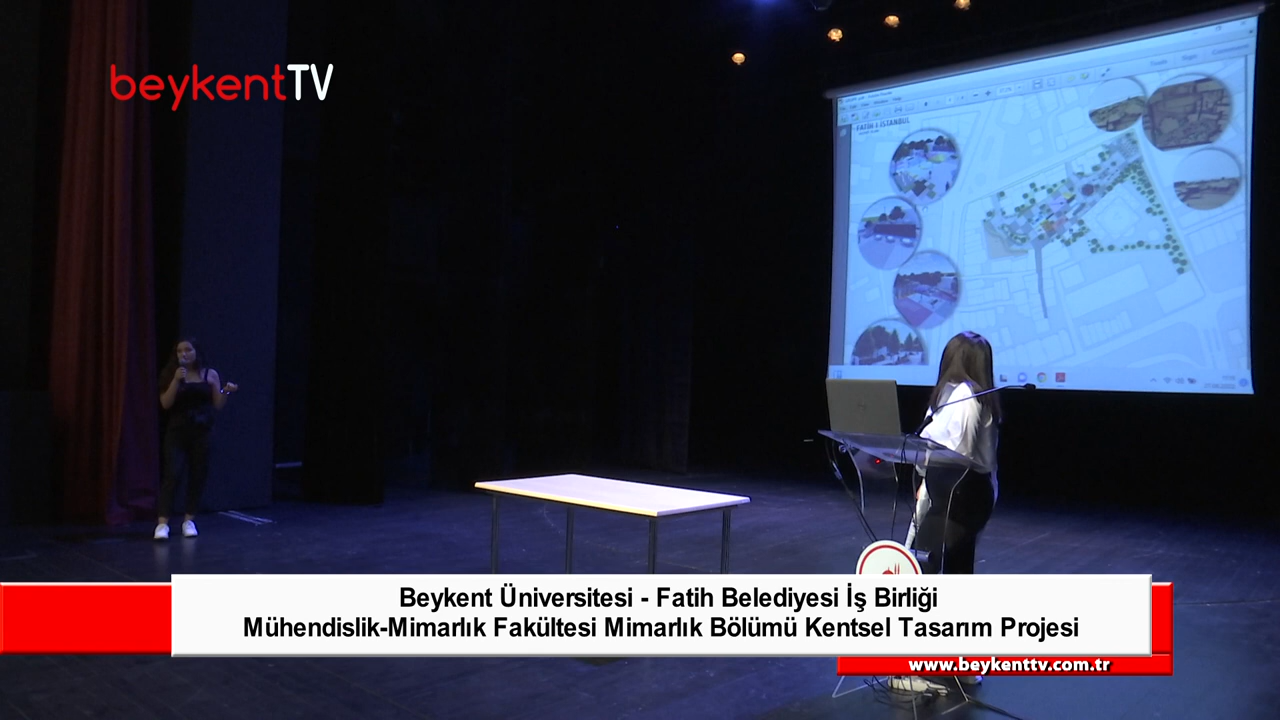 beykentTV
FATİH / İSTANBUL
Beykent Üniversitesi - Fatih Belediyesi İş Birliği
Mühendislik-Mimarlık Fakültesi Mimarlık Bölümü Kentsel Tasarım Projesi
www.beykenttv.com.tr